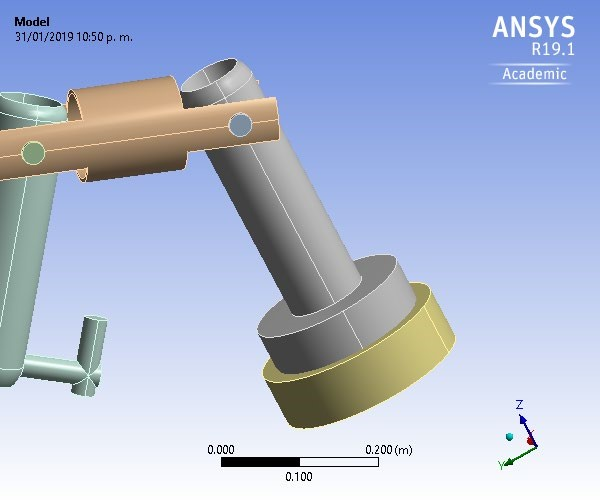 Model
31/01/2019 10:50 p. m.
ANSYS
R19.1
Academic
0.000
0.200 (m)
0.100
Z
Y